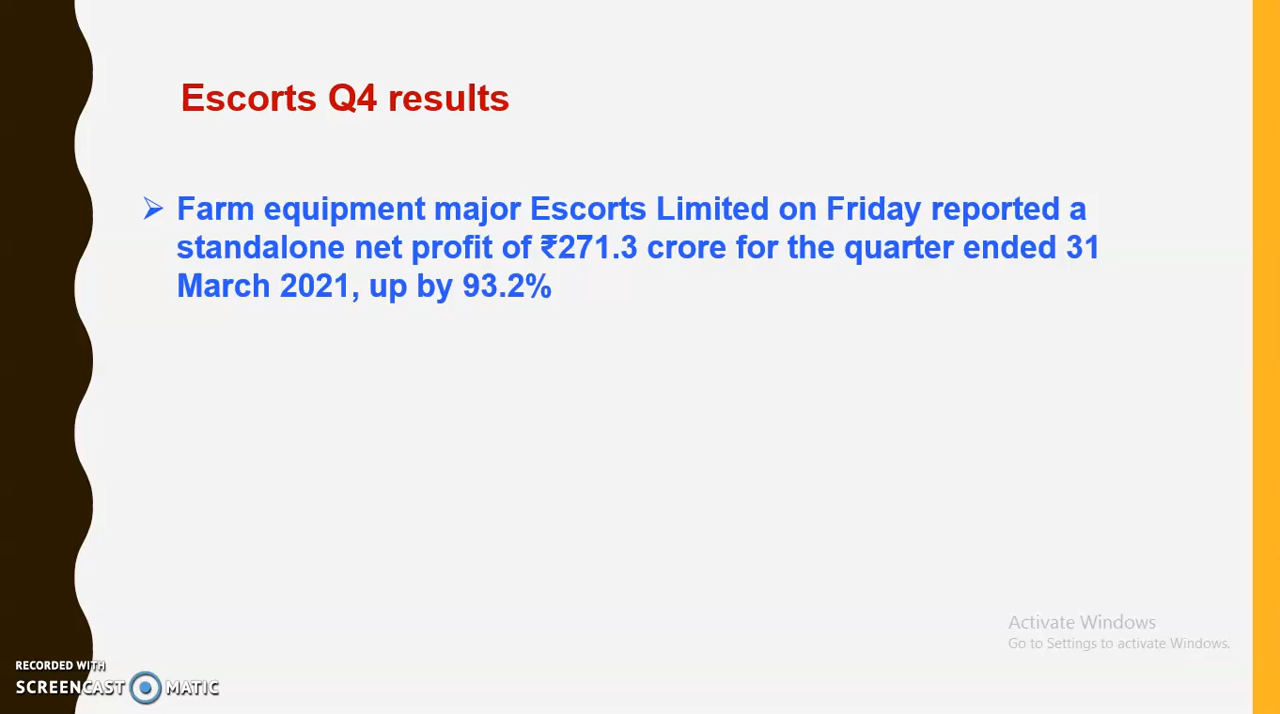 Escorts Q4 results
➢ Farm equipment major Escorts Limited on Friday reported a
standalone net profit of ₹271.3 crore for the quarter ended 31
March 2021, up by 93.2%
Activate Windows
Go to Settings to activate Windows.
RECORDED WITH
SCREENCAST MATIC